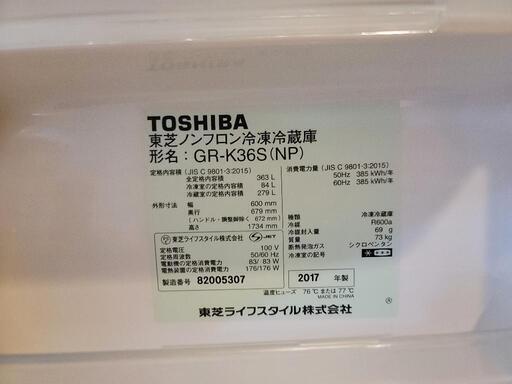 TOSHIBA
東芝ノンフロン冷凍冷蔵庫
形名：GR-K36S(NP)
定格内容積（JIS C 9801-3:2015）
全定格内容積 363 L
冷凍室の定格内容積 84 L
冷蔵室の定格内容積 279 L
外形寸法 幅 600 mm
奥行 679 mm
（ハンドル・調整脚除く 672 mm）
高さ 1734 mm
東芝ライフスタイル株式会社 JET
定格電圧 100 V
定格周波数 50/60 Hz
電動機の定格消費電力 83/ 83 W
電熱装置の定格消費電力 176/176 W
製造番号 82005307
消費電力量（JIS C 9801-3:2015）
50Hz 385 kWh/年
60Hz 385 kWh/年
種類 冷凍冷蔵庫
冷媒 R600a
冷媒封入量 69 g
質量 73 kg
断熱発泡ガス シクロペンタン
冷凍室の記号
2017 年製
温度ヒューズ 76℃または77℃
MADE IN CHINA
東芝ライフスタイル株式会社
Ⓐ